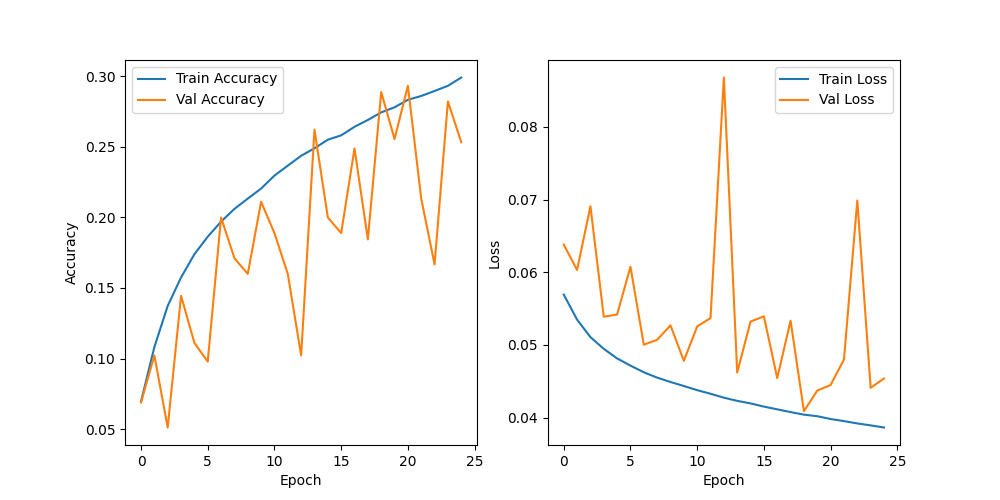 Train Accuracy
Val Accuracy
0.30
0.25
0.20
0.15
0.10
0.05
Accuracy
0 5 10 15 20 25
Epoch
Train Loss
Val Loss
0.08
0.07
0.06
0.05
0.04
Loss
0 5 10 15 20 25
Epoch